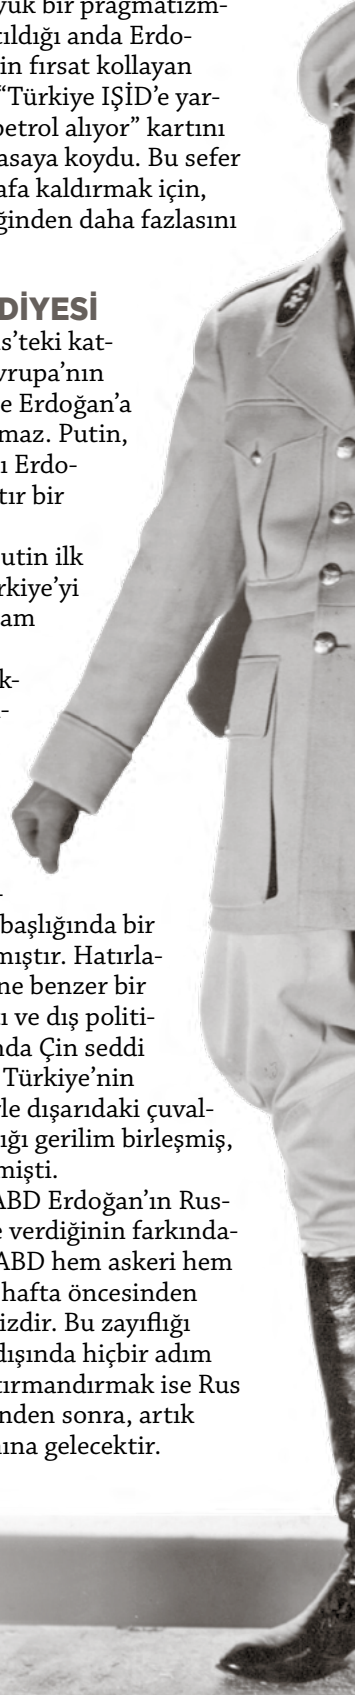 yük bir pragmatizm-
tıldığı anda Erdo-
in fırsat kollayan
“Türkiye IŞİD’e yar-
petrol alıyor” kartını
asaya koydu. Bu sefer
afa kaldırmak için,
ğinden daha fazlasını
DİYESİ
s’teki kat-
vrupa’nın
e Erdoğan’a
maz. Putin,
ı Erdo-
tır bir
utin ilk
rkiye’yi
am
k-
-
-
başlığında bir
mıştır. Hatırla-
ne benzer bir
ı ve dış politi-
nda Çin seddi
Türkiye’nin
le dışarıdaki çuval-
ığı gerilim birleşmiş,
mişti.
ABD Erdoğan’ın Rus-
e verdiğinin farkında-
ABD hem askeri hem
hafta öncesinden
izdir. Bu zayıflığı
dışında hiçbir adım
tırmandırmak ise Rus
nden sonra, artık
ına gelecektir.